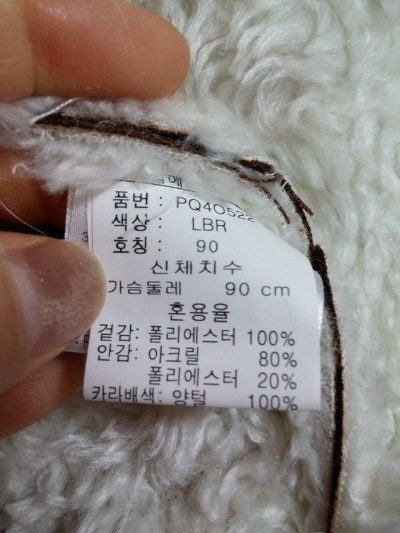 품번 : PQ4O522
색상 : LBR
호칭 : 90
신체치수
가슴둘레 90 cm
혼용율
겉감: 폴리에스터 100%
안감: 아크릴 80%
폴리에스터 20%
카라배색: 양털 100%